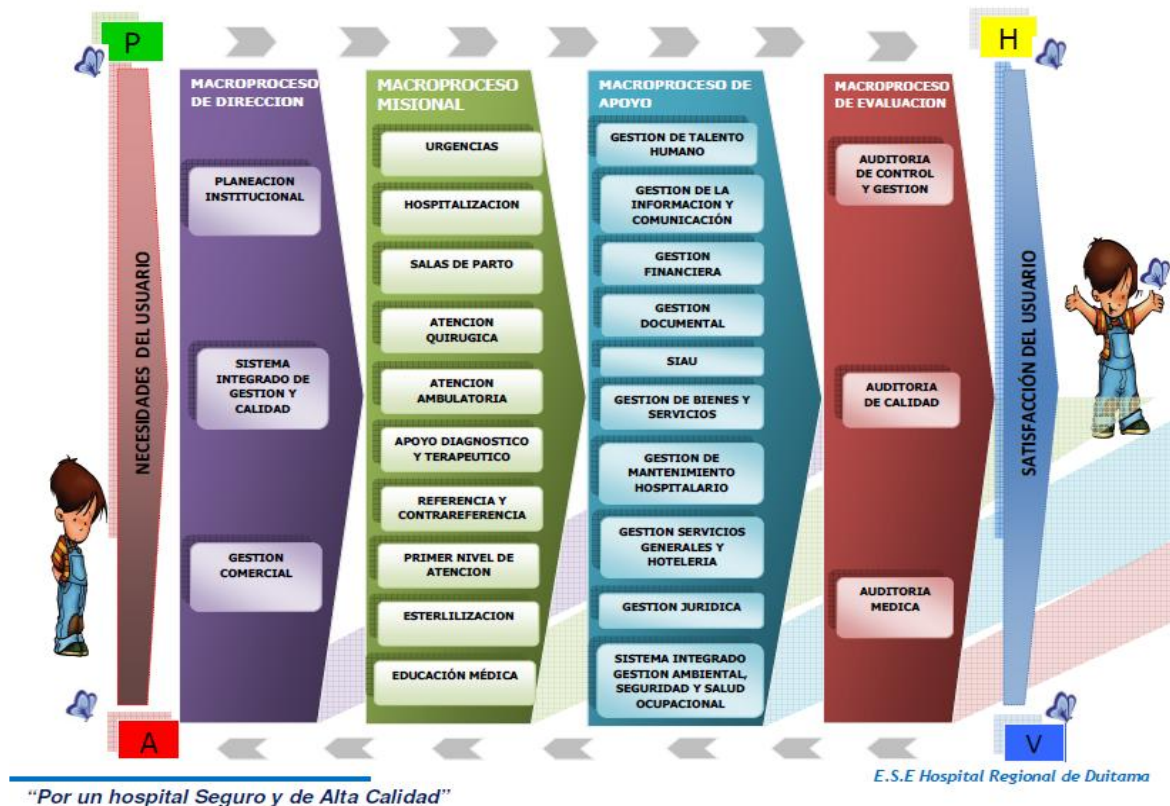 P
H
NECESIDADES DEL USUARIO
MACROPROCESO
DE DIRECCION
PLANEACION
INSTITUCIONAL
SISTEMA
INTEGRADO DE
GESTION Y
CALIDAD
GESTION
COMERCIAL
MACROPROCESO
MISIONAL
URGENCIAS
HOSPITALIZACION
SALAS DE PARTO
ATENCION
QUIRUGICA
ATENCION
AMBULATORIA
APOYO DIAGNOSTICO
Y TERAPEUTICO
REFERENCIA Y
CONTRAREFERENCIA
PRIMER NIVEL DE
ATENCION
ESTERLILIZACION
EDUCACIÓN MÉDICA
MACROPROCESO DE
APOYO
GESTION DE TALENTO
HUMANO
GESTION DE LA
INFORMACION Y
COMUNICACIÓN
GESTION
FINANCIERA
GESTION
DOCUMENTAL
SIAU
GESTION DE BIENES Y
SERVICIOS
GESTION DE
MANTENIMIENTO
HOSPITALARIO
GESTION SERVICIOS
GENERALES Y
HOTELERIA
GESTION JURIDICA
SISTEMA INTEGRADO
GESTION AMBIENTAL,
SEGURIDAD Y SALUD
OCUPACIONAL
MACROPROCESO
DE EVALUACION
AUDITORIA
DE CONTROL
Y GESTION
AUDITORIA
DE CALIDAD
AUDITORIA
MEDICA
SATISFACCIÓN DEL USUARIO
A
V
E.S.E Hospital Regional de Duitama
“Por un hospital Seguro y de Alta Calidad”